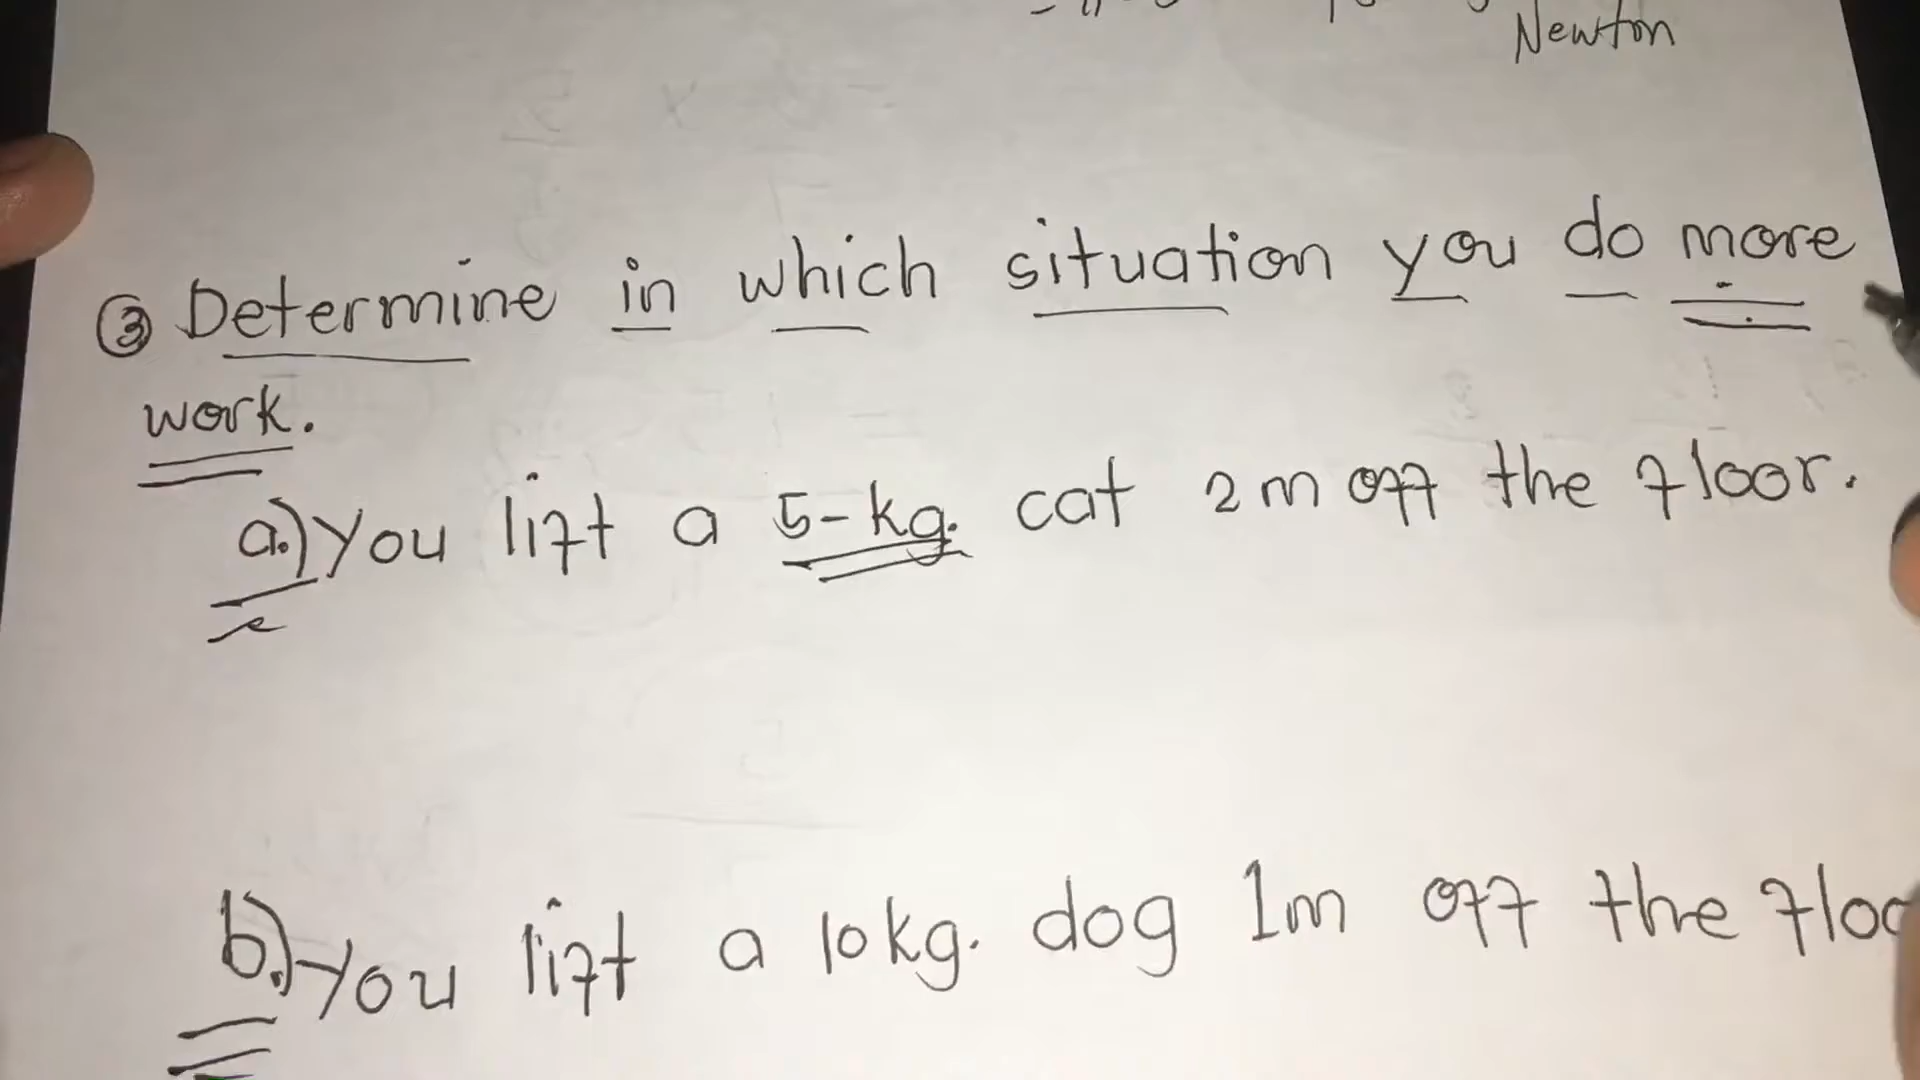 Newton
③ Determine in which situation you do more
work.
a.) You lift a 5-kg. cat 2m off the floor.
b.) You lift a 10kg. dog 1m off the